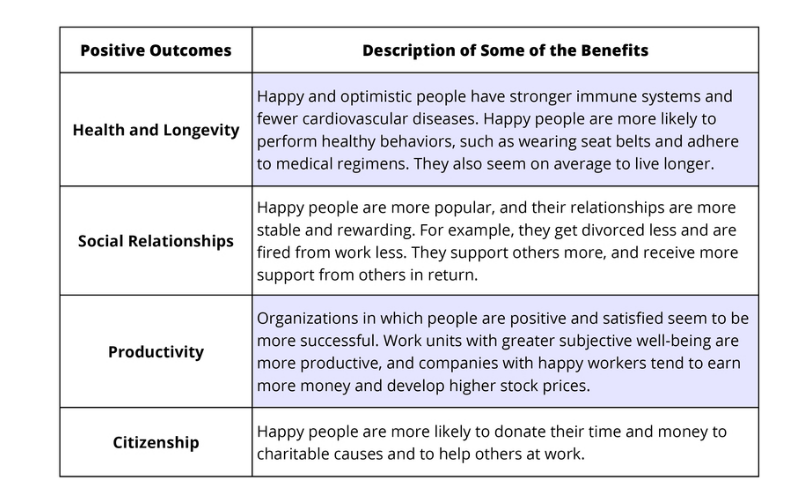 Positive Outcomes
Description of Some of the Benefits
Health and Longevity
Happy and optimistic people have stronger immune systems and
fewer cardiovascular diseases. Happy people are more likely to
perform healthy behaviors, such as wearing seat belts and adhere
to medical regimens. They also seem on average to live longer.
Social Relationships
Happy people are more popular, and their relationships are more
stable and rewarding. For example, they get divorced less and are
fired from work less. They support others more, and receive more
support from others in return.
Productivity
Organizations in which people are positive and satisfied seem to be
more successful. Work units with greater subjective well-being are
more productive, and companies with happy workers tend to earn
more money and develop higher stock prices.
Citizenship
Happy people are more likely to donate their time and money to
charitable causes and to help others at work.